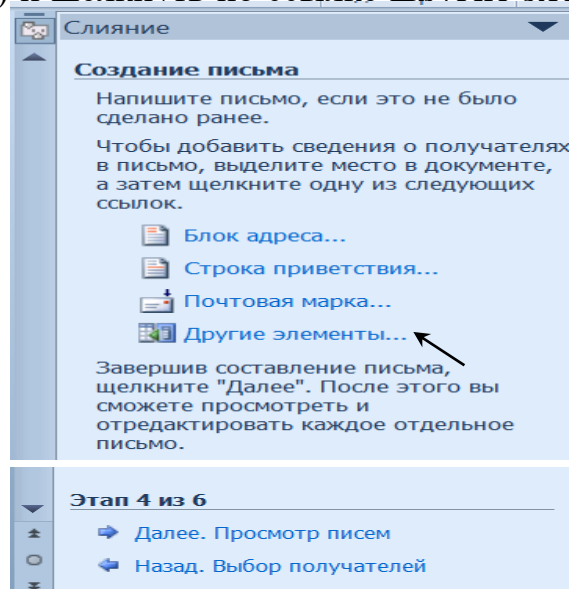 Слияние
Создание письма
Напишите письмо, если это не было
сделано ранее.
Чтобы добавить сведения о получателях
в письмо, выделите место в документе,
а затем щелкните одну из следующих
ссылок.
Блок адреса...
Строка приветствия...
Почтовая марка...
Другие элементы...
Завершив составление письма,
щелкните "Далее". После этого вы
сможете просмотреть и
отредактировать каждое отдельное
письмо.
Этап 4 из 6
Далее. Просмотр писем
Назад. Выбор получателей